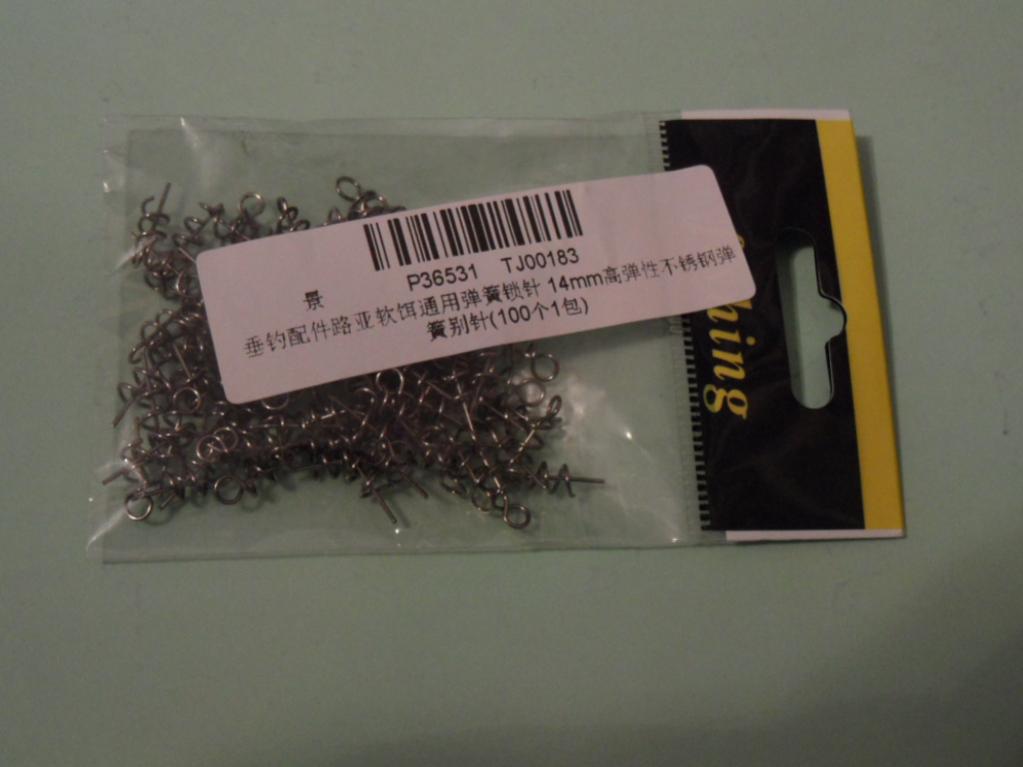 P36531 TJ00183
景
垂钓配件路亚软饵通用弹簧锁针 14mm高弹性不锈钢弹
簧别针(100个1包)
hing